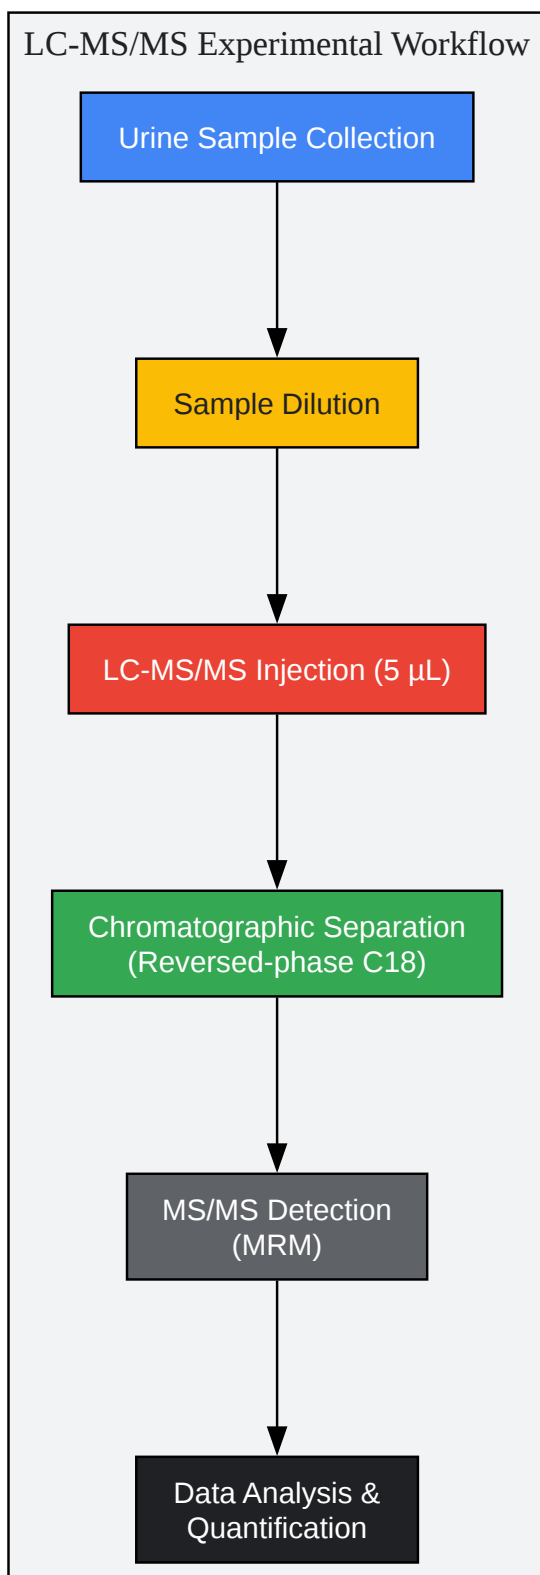 LC-MS/MS Experimental Workflow
Urine Sample Collection
Sample Dilution
LC-MS/MS Injection (5 µL)
Chromatographic Separation
(Reversed-phase C18)
MS/MS Detection
(MRM)
Data Analysis &
Quantification